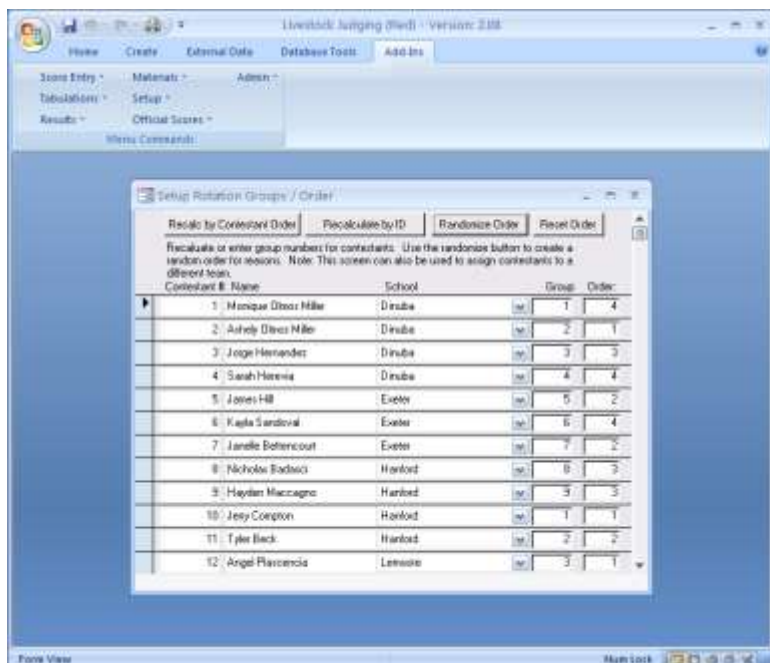 Livestock Judging (Red) - Version: 2.08
Home Create External Data Database Tools Add-Ins
Score Entry Materials Admin
Tabulations Setup
Results Official Scores
Menu Commands
Setup Rotation Groups / Order
Recalc by Contestant Order Recalculate by ID Randomize Order Reset Order
Recalculate or enter group numbers for contestants. Use the randomize button to create a
random order for reasons. Note: This screen can also be used to assign contestants to a
different team.
Contestant #: Name School Group Order:
1 Monique Olmos Miller Dinuba 1 4
2 Ashely Olmos Miller Dinuba 2 1
3 Jorge Hernandez Dinuba 3 3
4 Sarah Dinuba 4 4
5 James Hill Exeter 5 2
6 Kayla Sandoval Exeter 6 4
7 Janelle Bettencourt Exeter 7 2
8 Nicholas Badasci Hanford 8 3
9 Hayden Maccagno Hanford 9 3
10 Jerry Compton Hanford 1 1
11 Tyler Beck Hanford 2 2
12 Angel Plascencia Lemoore 3 1
Form View Num Lock